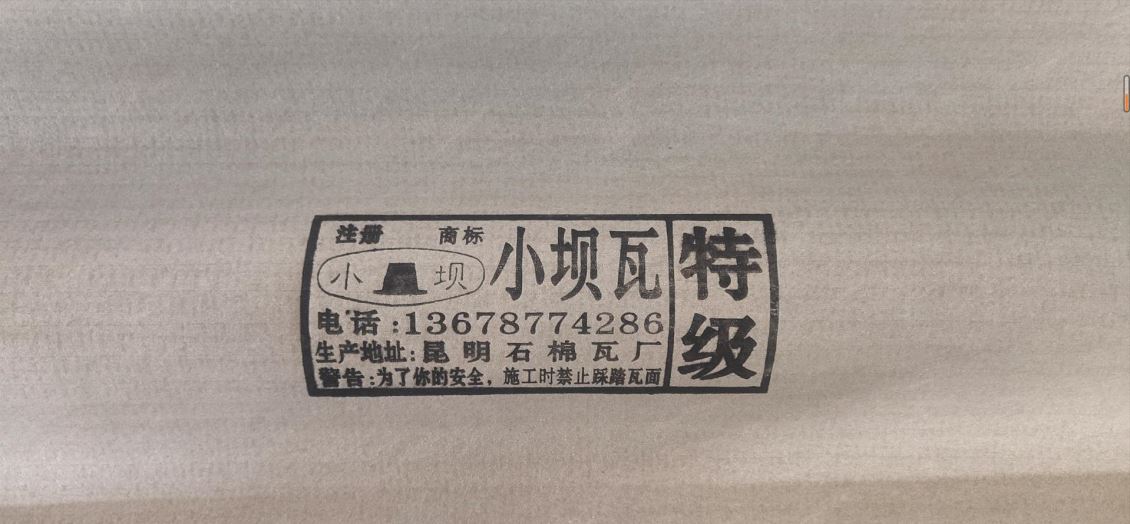 注册 商标
小 坝
小坝瓦
电话:13678774286
生产地址:昆明石棉瓦厂
警告:为了你的安全，施工时禁止踩踏瓦面
特级